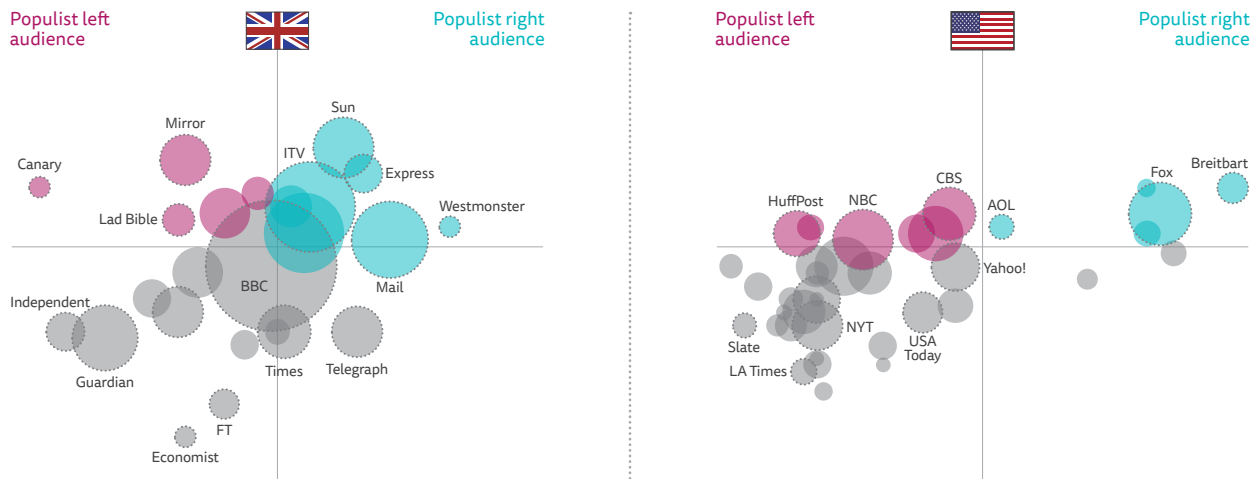 Populist left
audience
Populist right
audience
Sun
Mirror
ITV
Canary
Express
Lad Bible
Westmonster
BBC
Mail
Independent
Guardian
Times
Telegraph
FT
Economist
Populist left
audience
Populist right
audience
Breitbart
Fox
CBS
HuffPost
NBC
AOL
Yahoo!
NYT
Slate
USA
Today
LA Times